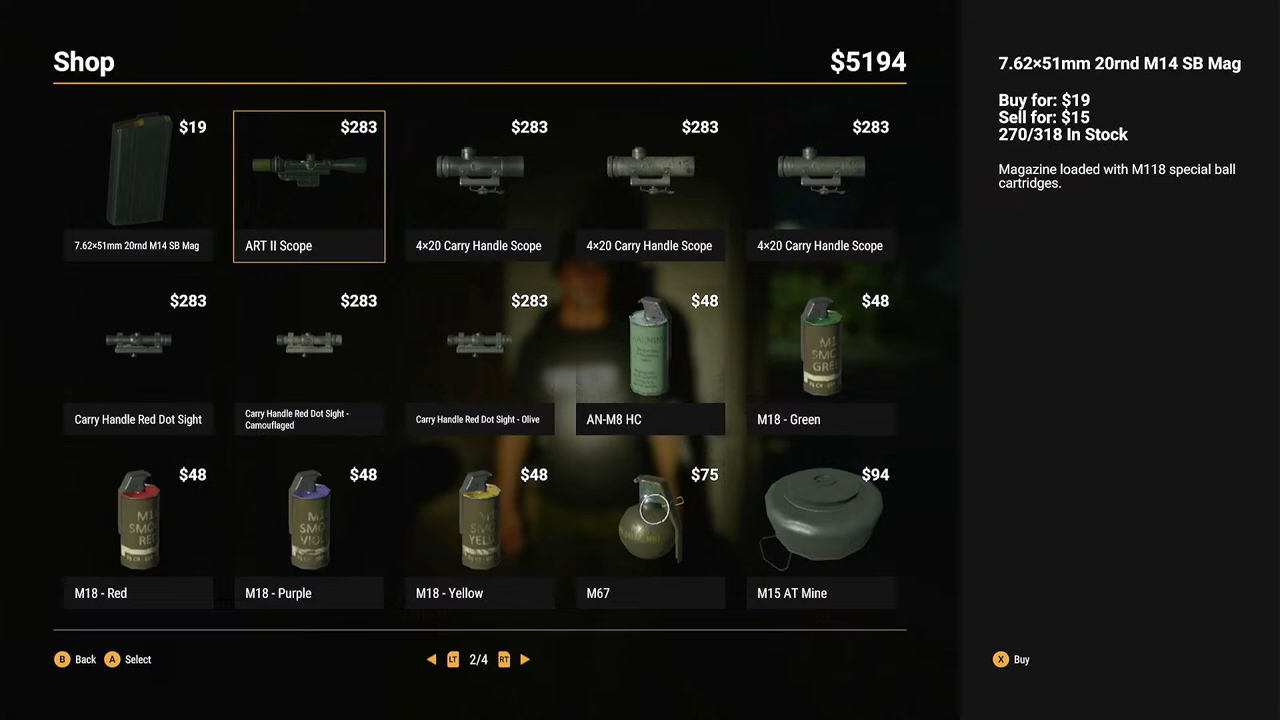 Shop
$5194
$19
$283
$283
$283
$283
7.62×51mm 20rnd M14 SB Mag
ART II Scope
4×20 Carry Handle Scope
4×20 Carry Handle Scope
4×20 Carry Handle Scope
$283
$283
$283
$48
$48
Carry Handle Red Dot Sight
Carry Handle Red Dot Sight -
Camouflaged
Carry Handle Red Dot Sight - Olive
AN-M8 HC
M18 - Green
$48
$48
$48
$75
$94
M18 - Red
M18 - Purple
M18 - Yellow
M67
M15 AT Mine
B Back A Select
LT 2/4 RT
7.62×51mm 20rnd M14 SB Mag
Buy for: $19
Sell for: $15
270/318 In Stock
Magazine loaded with M118 special ball
cartridges.
X Buy